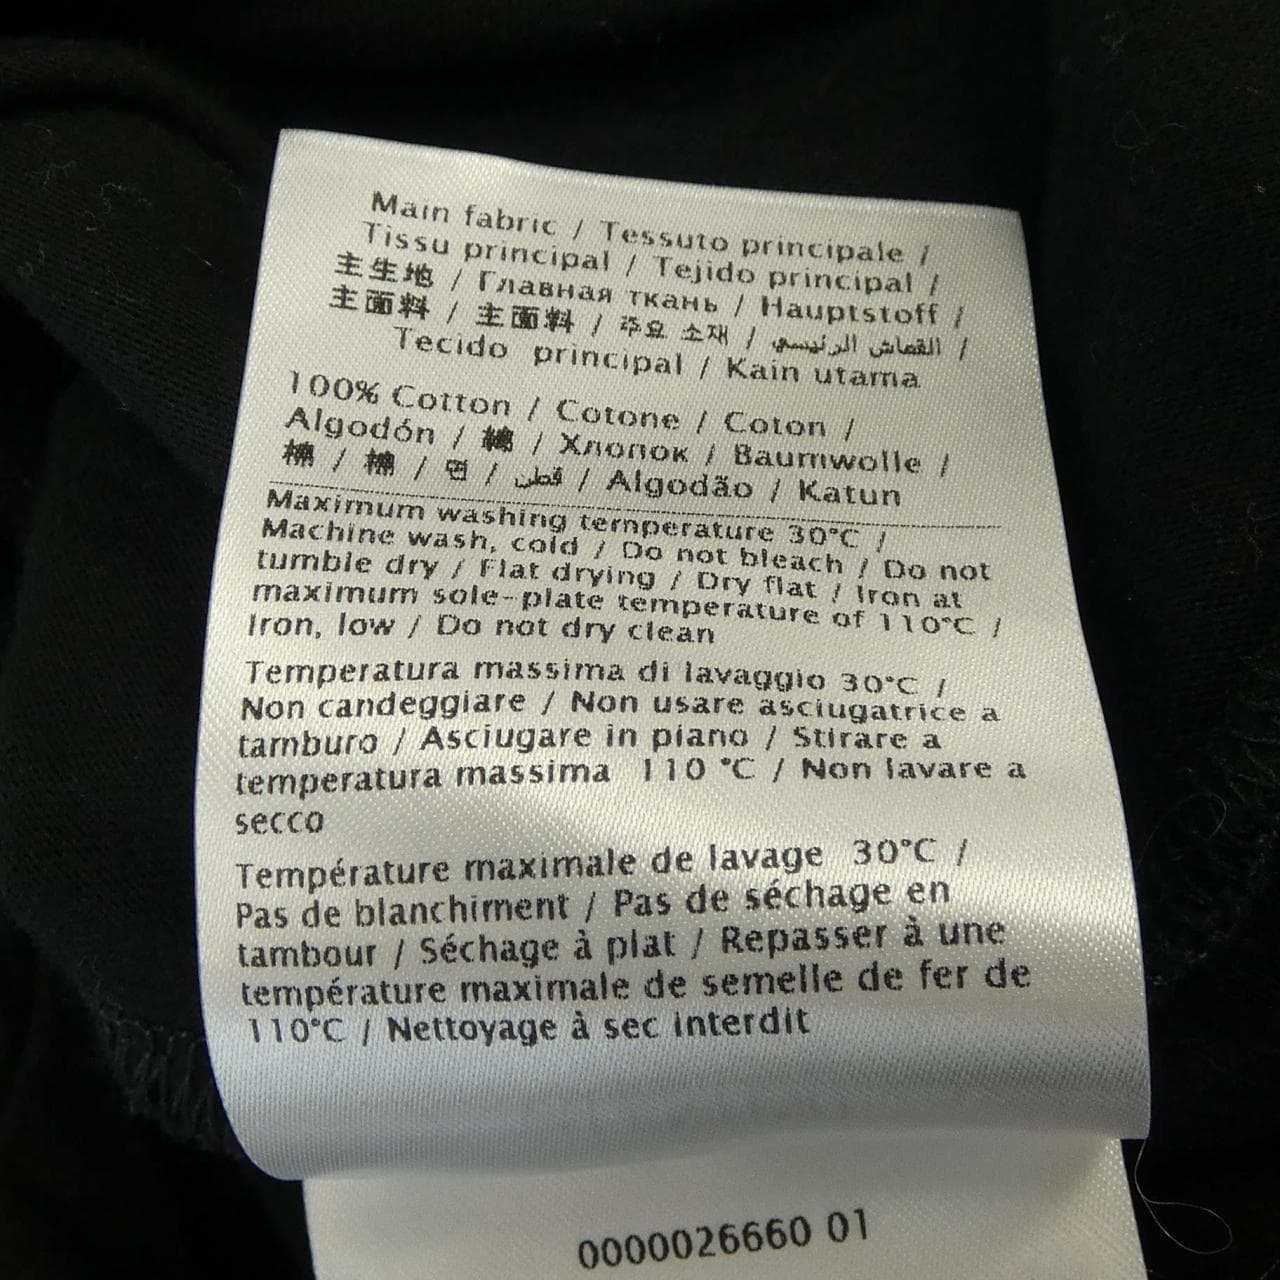 Main fabric / Tessuto principale /
Tissu principal / Tejido principal /
主生地 / Главная ткань / Hauptstoff /
主面料 / 主面料 / 주요 소재 / القماش الرئيسي /
Tecido principal / Kain utama
100% Cotton / Cotone / Coton /
Algodón / 綿 / Хлопок / Baumwolle /
棉 / 棉 / 면 / قطن / Algodão / Katun
Maximum washing temperature 30°C /
Machine wash, cold / Do not bleach / Do not
tumble dry / Flat drying / Dry flat / Iron at
maximum sole-plate temperature of 110°C /
Iron, low / Do not dry clean
Temperatura massima di lavaggio 30°C /
Non candeggiare / Non usare asciugatrice a
tamburo / Asciugare in piano / Stirare a
temperatura massima 110 °C / Non lavare a
secco
Température maximale de lavage 30°C /
Pas de blanchiment / Pas de séchage en
tambour / Séchage à plat / Repasser à une
température maximale de semelle de fer de
110°C / Nettoyage à sec interdit
0000026660 01